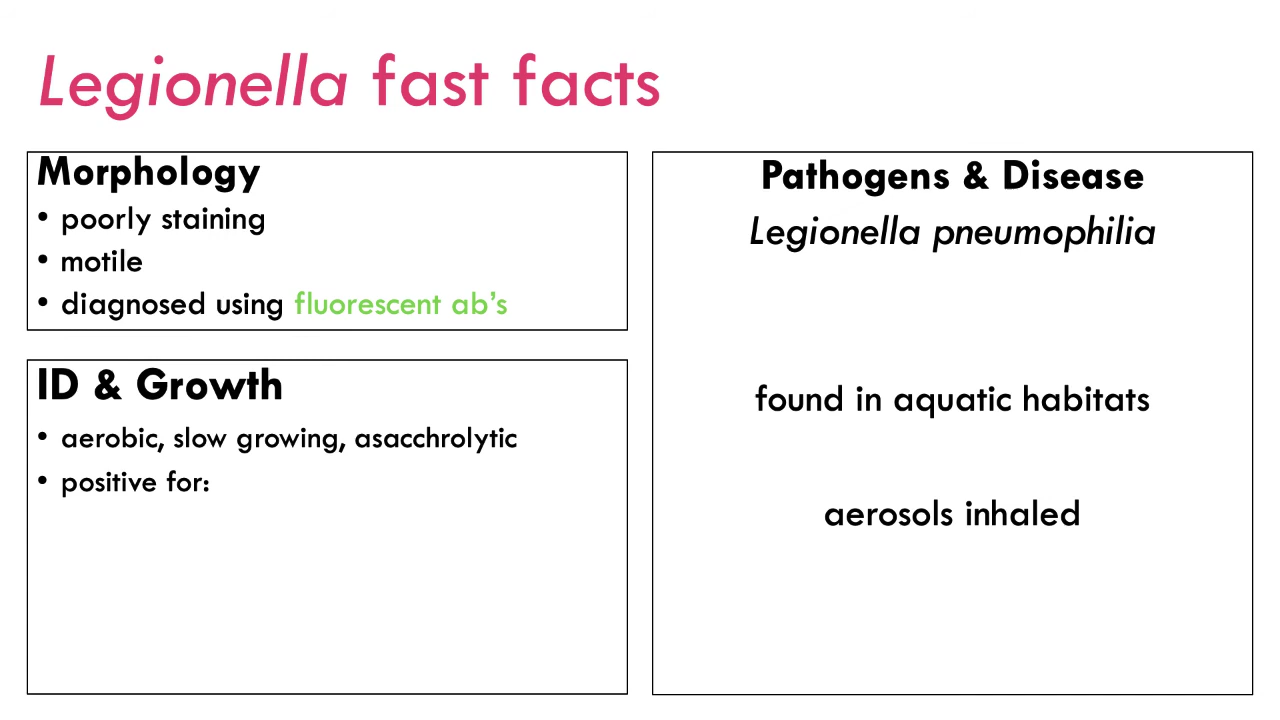 Legionella fast facts
Morphology
• poorly staining
• motile
• diagnosed using fluorescent ab's
ID & Growth
• aerobic, slow growing, asacchrolytic
• positive for:
Pathogens & Disease
Legionella pneumophilia
found in aquatic habitats
aerosols inhaled